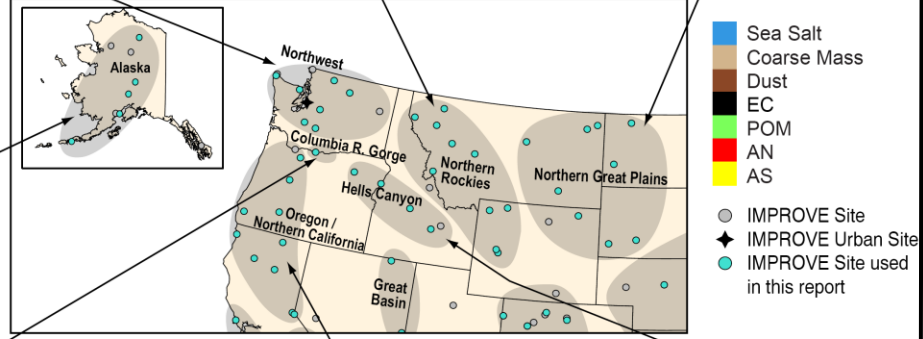 Alaska
Northwest
Columbia R. Gorge
Northern
Rockies
Hells Canyon
Northern Great Plains
Oregon /
Northern California
Great
Basin
Sea Salt
Coarse Mass
Dust
EC
POM
AN
AS
IMPROVE Site
IMPROVE Urban Site
IMPROVE Site used
in this report